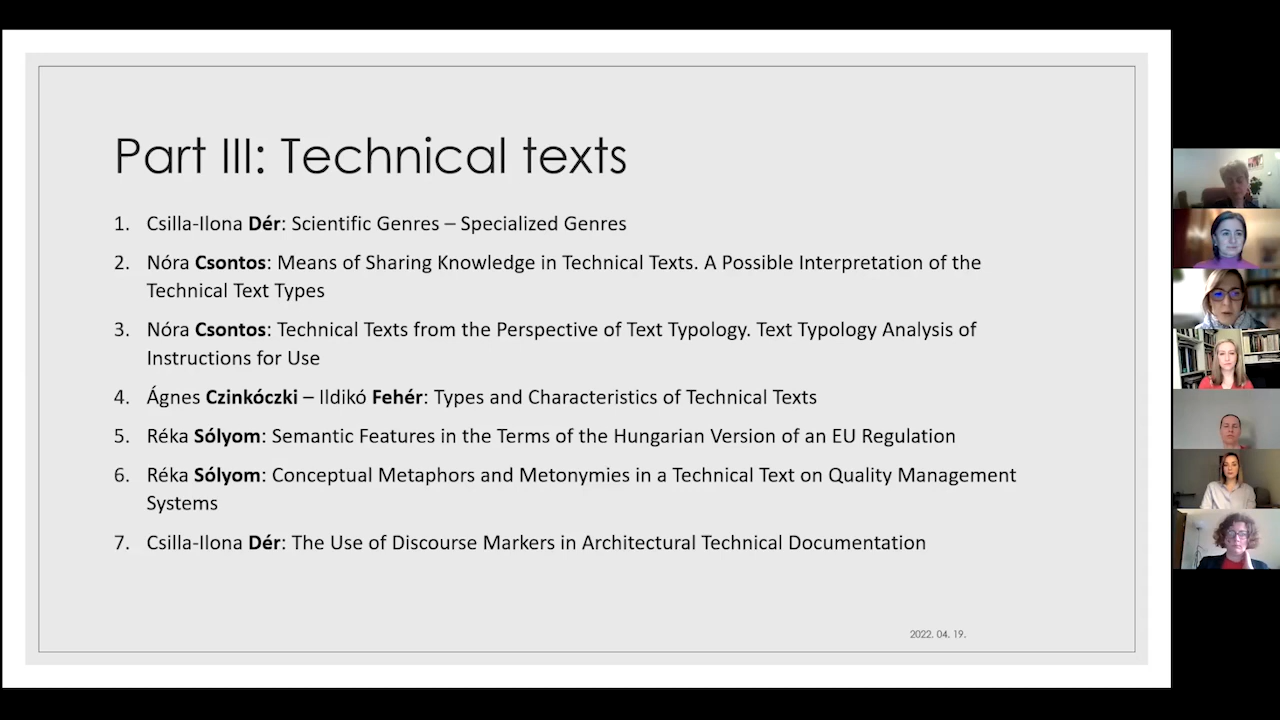 Part III: Technical texts
1. Csilla-Ilona Dér: Scientific Genres – Specialized Genres
2. Nóra Csontos: Means of Sharing Knowledge in Technical Texts. A Possible Interpretation of the
Technical Text Types
3. Nóra Csontos: Technical Texts from the Perspective of Text Typology. Text Typology Analysis of
Instructions for Use
4. Ágnes Czinkóczki – Ildikó Fehér: Types and Characteristics of Technical Texts
5. Réka Sólyom: Semantic Features in the Terms of the Hungarian Version of an EU Regulation
6. Réka Sólyom: Conceptual Metaphors and Metonymies in a Technical Text on Quality Management
Systems
7. Csilla-Ilona Dér: The Use of Discourse Markers in Architectural Technical Documentation
2022. 04. 19.